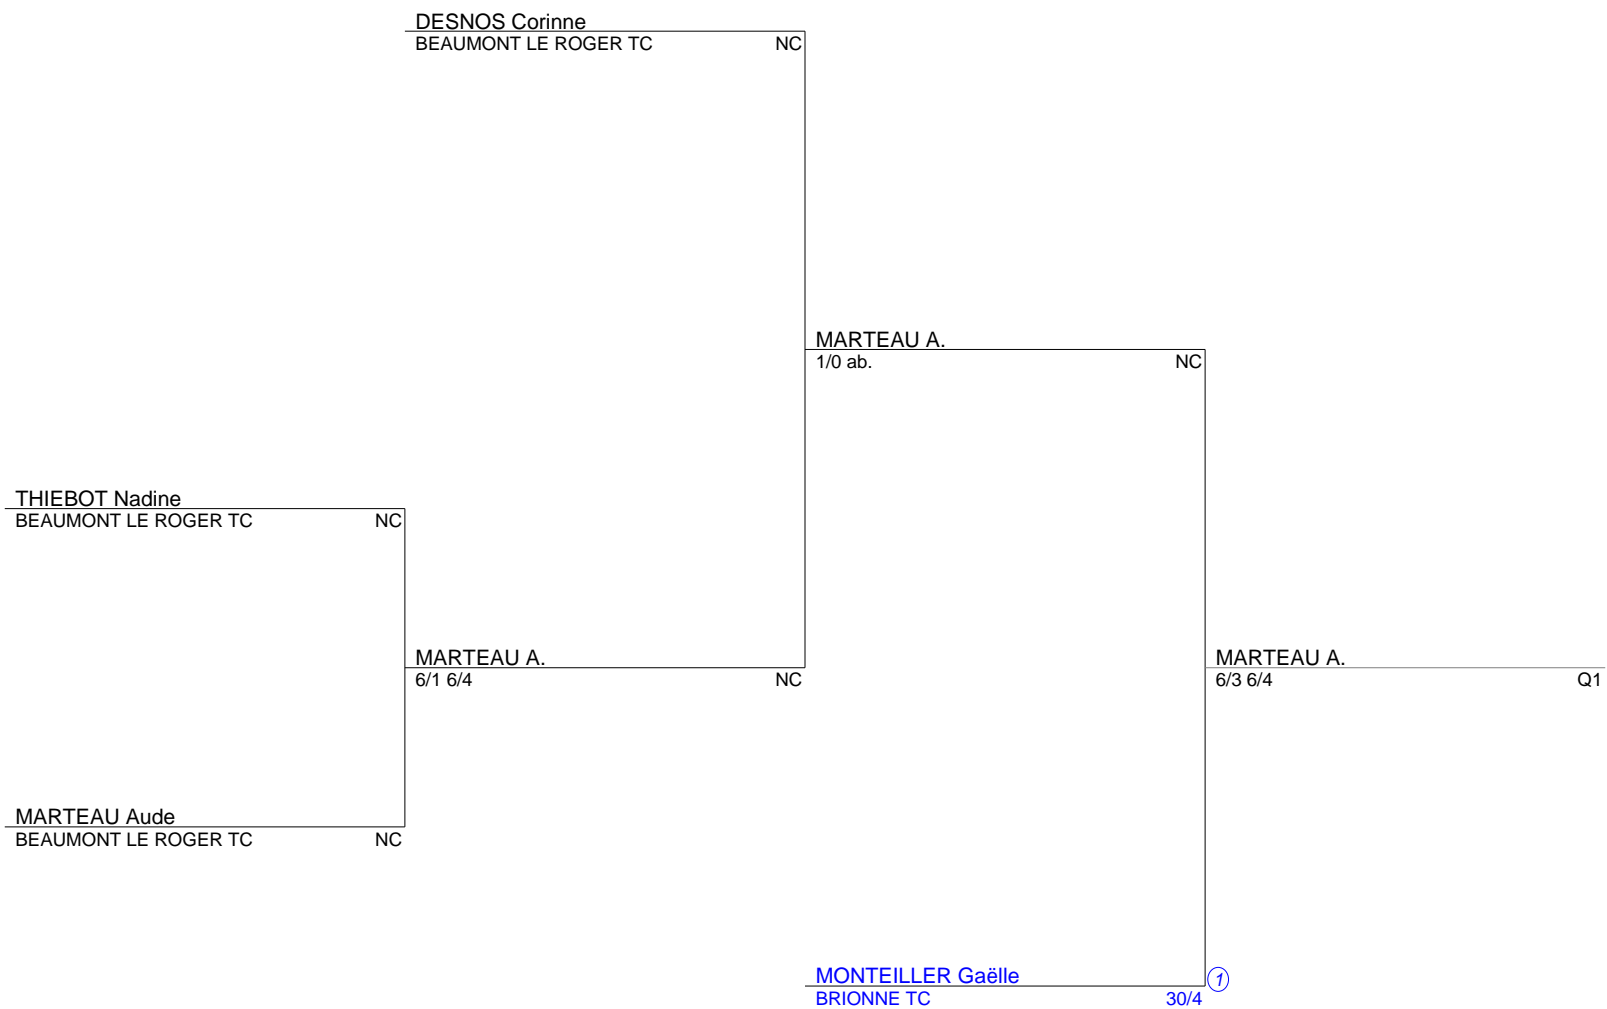 DESNOS Corinne
BEAUMONT LE ROGER TC NC
MARTEAU A.
1/0 ab. NC
THIEBOT Nadine
BEAUMONT LE ROGER TC NC
MARTEAU A.
6/1 6/4 NC
MARTEAU A.
6/3 6/4 Q1
MARTEAU Aude
BEAUMONT LE ROGER TC NC
MONTEILLER Gaëlle 1
BRIONNE TC 30/4